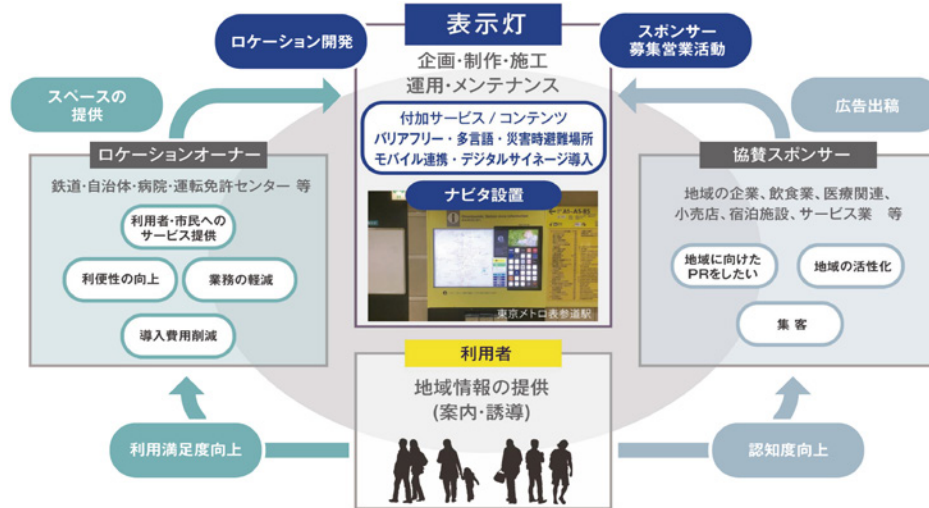 表示灯
ロケーション開発
スポンサー
募集営業活動
企画・制作・施工
運用・メンテナンス
付加サービス / コンテンツ
バリアフリー・多言語・災害時避難場所
モバイル連携・デジタルサイネージ導入
ナビタ設置
東京メトロ表参道駅
スペースの
提供
広告出稿
ロケーションオーナー
鉄道・自治体・病院・運転免許センター 等
利用者・市民への
サービス提供
利便性の向上
業務の軽減
導入費用削減
協賛スポンサー
地域の企業、飲食業、医療関連、
小売店、宿泊施設、サービス業 等
地域に向けた
PRをしたい
地域の活性化
集 客
利用者
地域情報の提供
(案内・誘導)
利用満足度向上
認知度向上